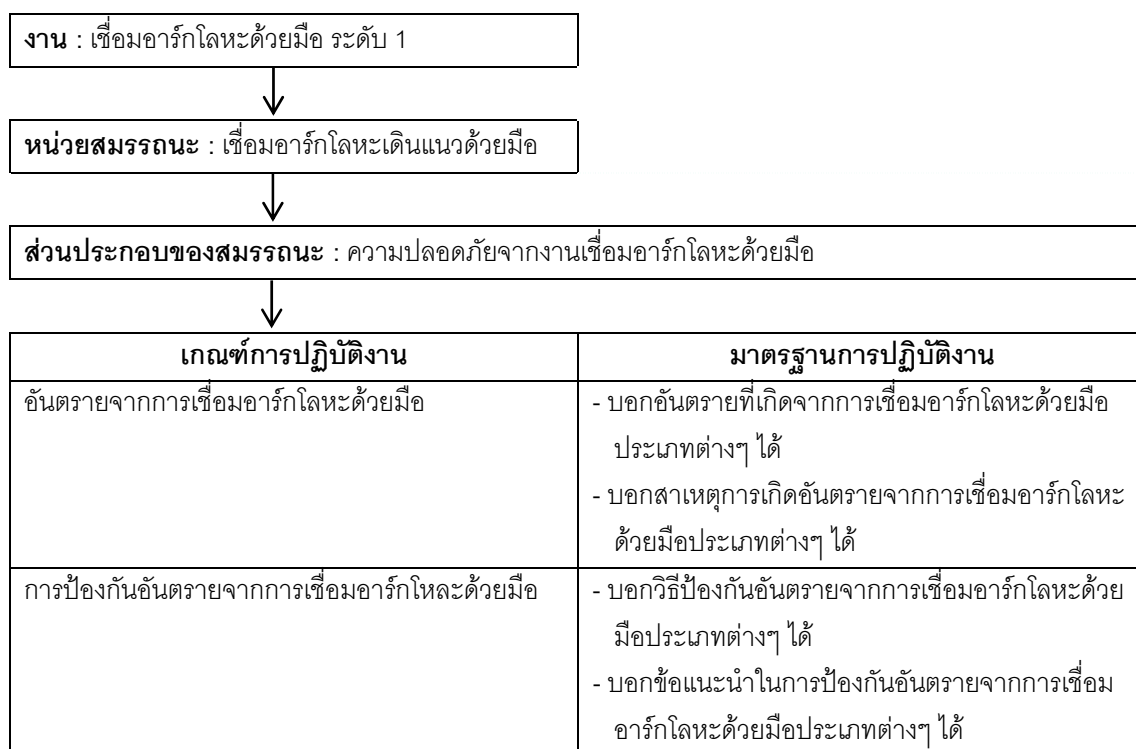 งาน : เชื่อมอาร์กโลหะด้วยมือ ระดับ 1
หน่วยสมรรถนะ : เชื่อมอาร์กโลหะเดินแนวด้วยมือ
ส่วนประกอบของสมรรถนะ : ความปลอดภัยจากงานเชื่อมอาร์กโลหะด้วยมือ
เกณฑ์การปฏิบัติงาน
มาตรฐานการปฏิบัติงาน
อันตรายจากการเชื่อมอาร์กโลหะด้วยมือ
- บอกอันตรายที่เกิดจากการเชื่อมอาร์กโลหะด้วยมือ
ประเภทต่างๆ ได้
- บอกสาเหตุการเกิดอันตรายจากการเชื่อมอาร์กโลหะ
ด้วยมือประเภทต่างๆ ได้
การป้องกันอันตรายจากการเชื่อมอาร์กโหละด้วยมือ
- บอกวิธีป้องกันอันตรายจากการเชื่อมอาร์กโลหะด้วย
มือประเภทต่างๆ ได้
- บอกข้อแนะนำในการป้องกันอันตรายจากการเชื่อม
อาร์กโลหะด้วยมือประเภทต่างๆ ได้